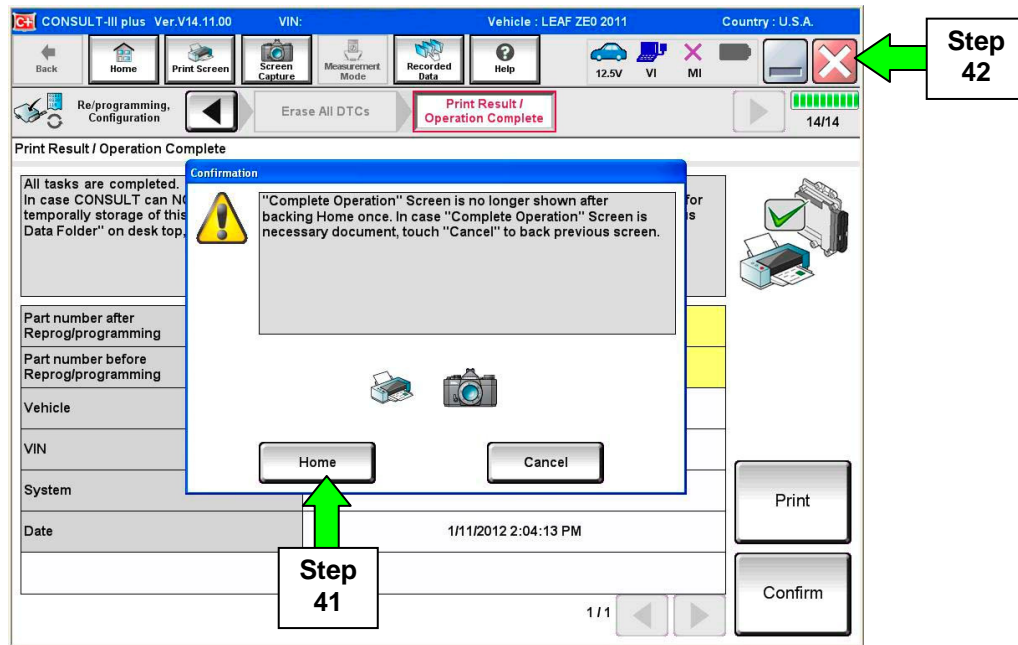 CONSULT-III plus Ver.V14.11.00 VIN: Vehicle : LEAF ZE0 2011 Country : U.S.A.
Back
Home
Print Screen
Screen
Capture
Measurement
Mode
Recorded
Data
Help
12.5V
VI
MI
Step
42
Re/programming,
Configuration
Erase All DTCs
Print Result /
Operation Complete
14/14
Print Result / Operation Complete
All tasks are completed.
In case CONSULT can
for
temporally storage of this
Data Folder" on desk top,
Confirmation
"Complete Operation" Screen is no longer shown after
backing Home once. In case "Complete Operation" Screen is
necessary document, touch "Cancel" to back previous screen.
Home
Cancel
Part number after
Reprog/programming
Part number before
Reprog/programming
Vehicle
VIN
System
Date
1/11/2012 2:04:13 PM
Step
41
1/1
Print
Confirm